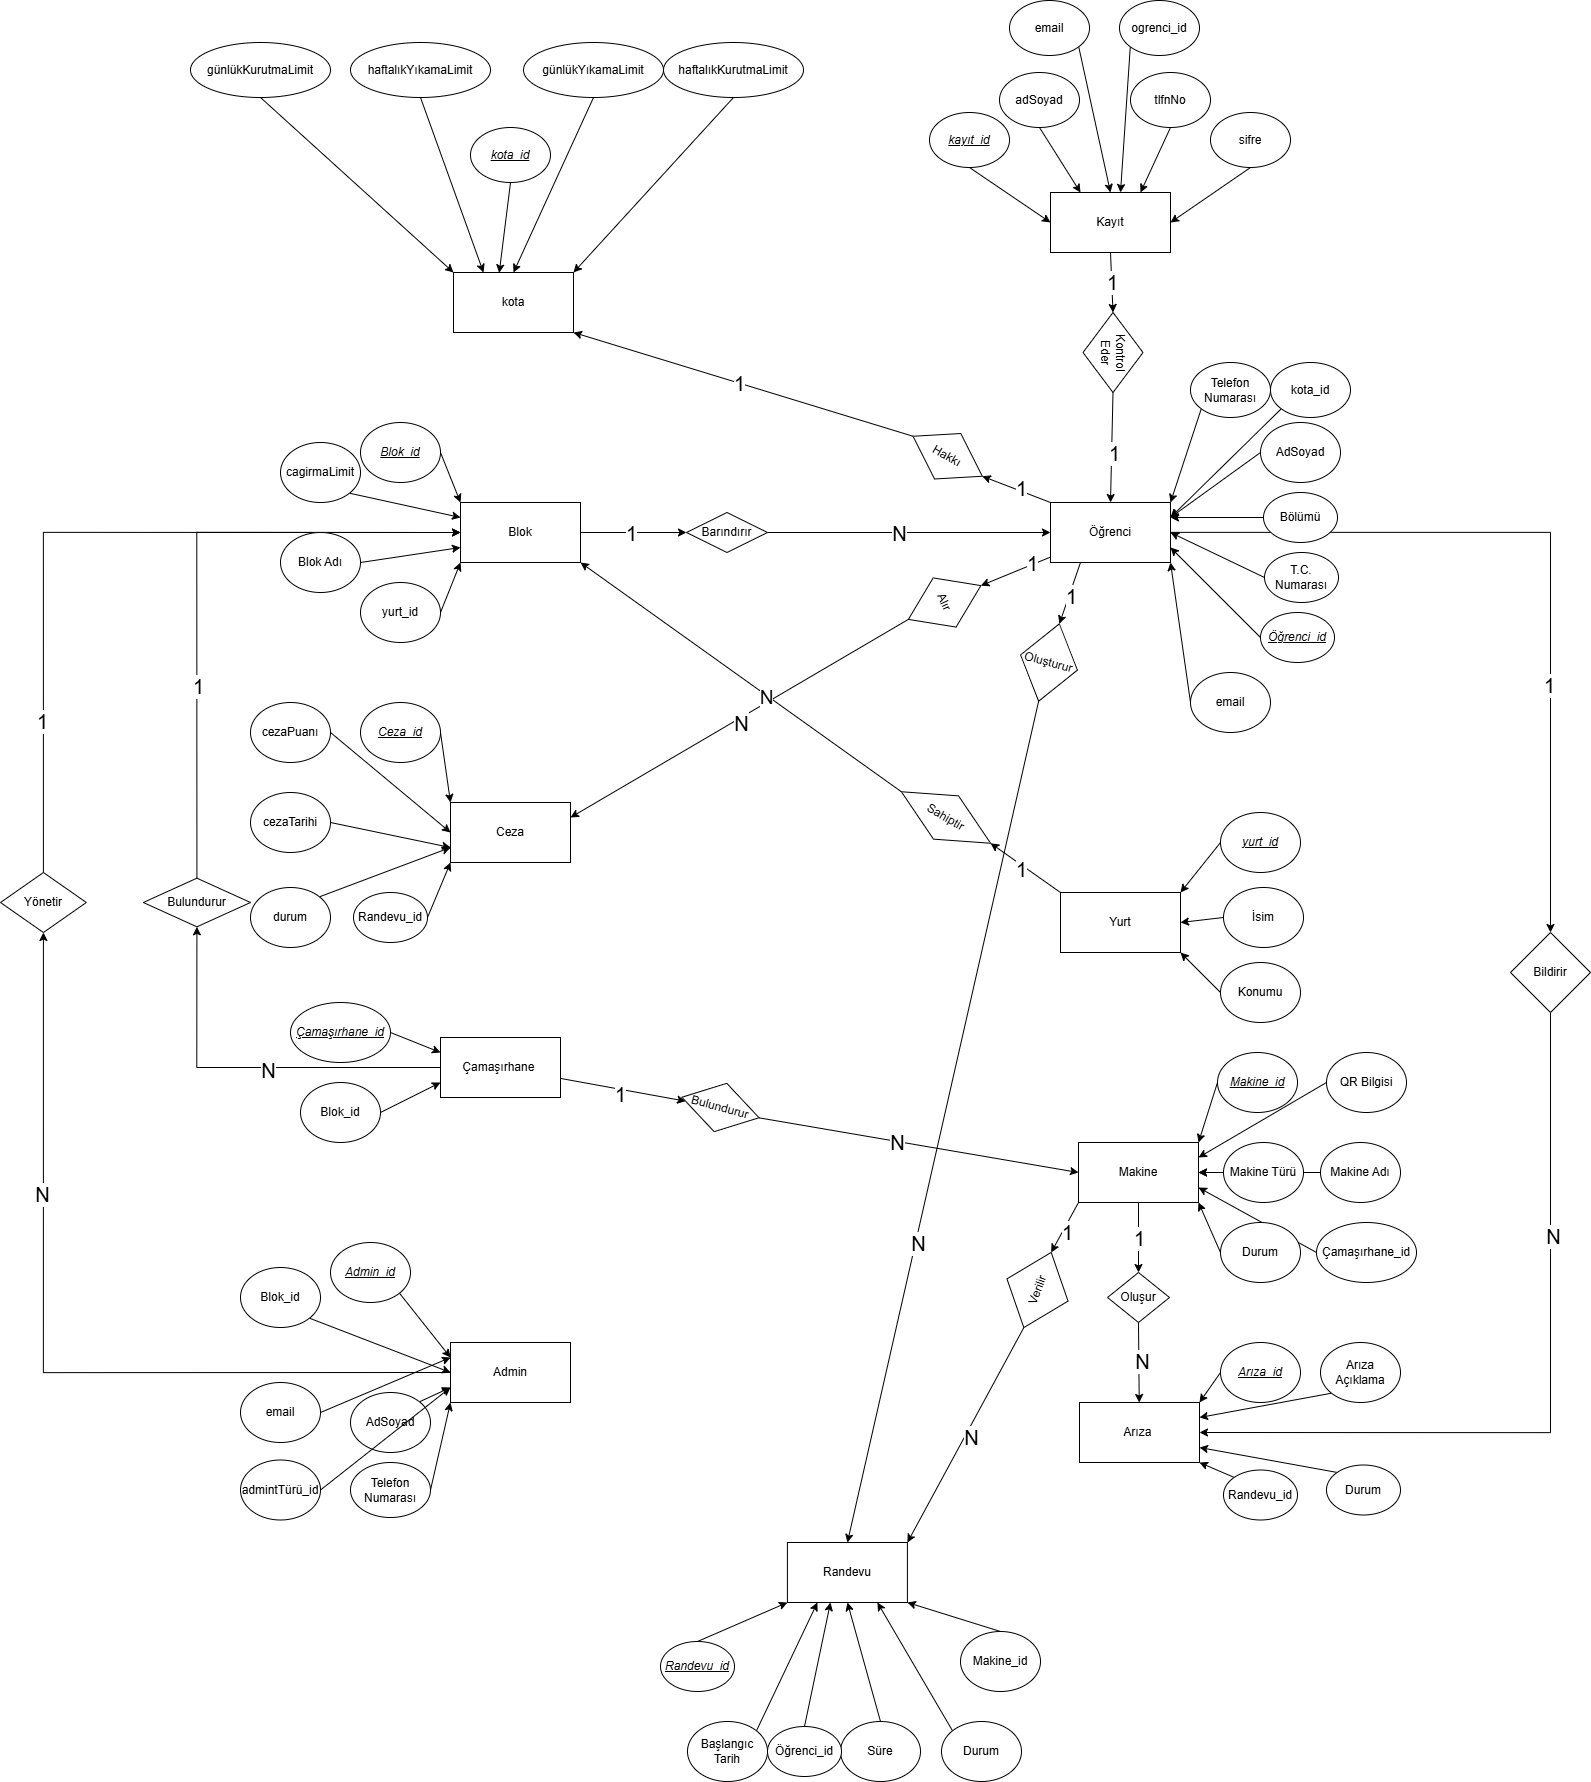 email
ogrenci_id
günlükKurutmaLimit
haftalıkYıkamaLimit
günlükYıkamaLimit
haftalıkKurutmaLimit
adSoyad
tlfnNo
kayıt_id
sifre
kota_id
Kayıt
kota
1
Kontrol
Eder
1
Telefon
Numarası
kota_id
1
Hakkı
1
AdSoyad
Blok_id
cagirmaLimit
Blok
1
Barındırır
N
Öğrenci
Bölümü
Blok Adı
yurt_id
1
Alır
1
T.C.
Numarası
Öğrenci_id
Oluşturur
email
1
1
1
N
N
cezaPuanı
Ceza_id
cezaTarihi
Ceza
Sahiptir
1
yurt_id
Yönetir
Bulundurur
durum
Randevu_id
Yurt
İsim
Konumu
Bildirir
Çamaşırhane_id
Çamaşırhane
N
Blok_id
1
Bulundurur
N
Makine_id
QR Bilgisi
Makine
Makine Türü
Makine Adı
N
1
1
N
Durum
Çamaşırhane_id
N
Verilir
Oluşur
Admin_id
Blok_id
Admin
N
Arıza_id
Arıza
Açıklama
email
AdSoyad
N
Arıza
admintTürü_id
Telefon
Numarası
Randevu_id
Durum
Randevu
Randevu_id
Makine_id
Başlangıc
Tarih
Öğrenci_id
Süre
Durum